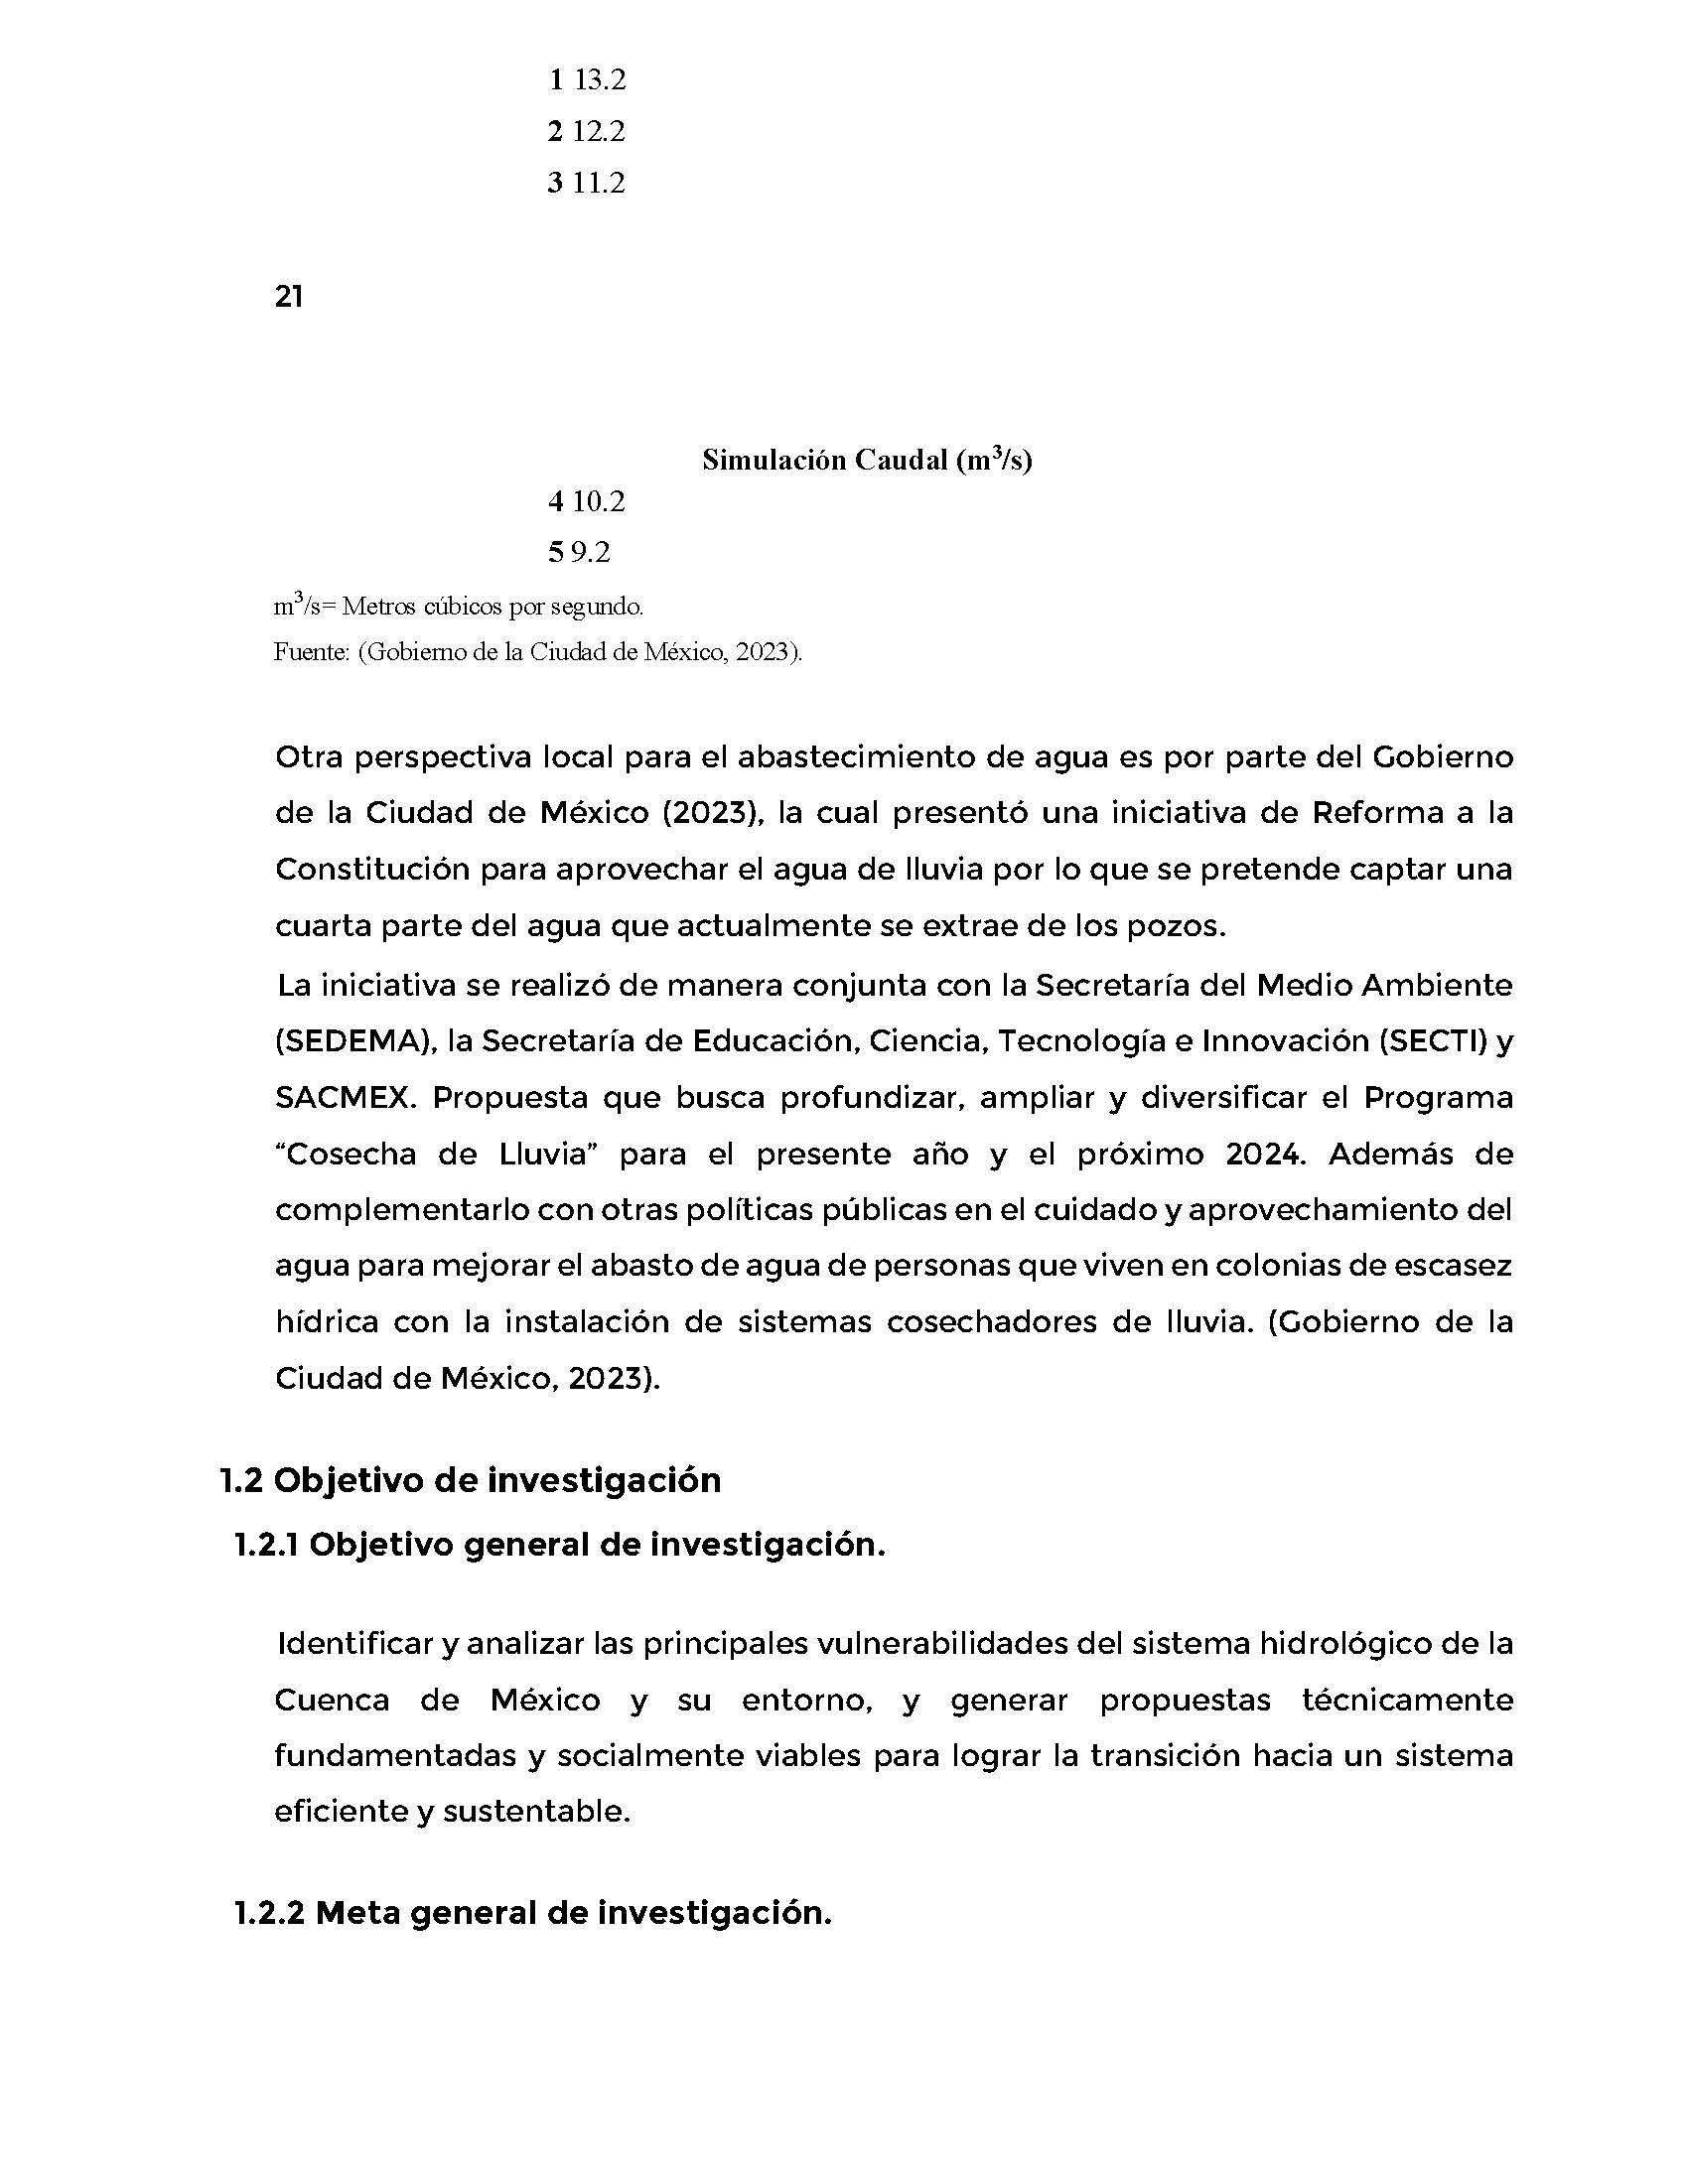 1 13.2
2 12.2
3 11.2
21
Simulación Caudal (m³/s)
4 10.2
5 9.2
m³/s= Metros cúbicos por segundo.
Fuente: (Gobierno de la Ciudad de México, 2023).
Otra perspectiva local para el abastecimiento de agua es por parte del Gobierno
de la Ciudad de México (2023), la cual presentó una iniciativa de Reforma a la
Constitución para aprovechar el agua de lluvia por lo que se pretende captar una
cuarta parte del agua que actualmente se extrae de los pozos.
La iniciativa se realizó de manera conjunta con la Secretaría del Medio Ambiente
(SEDEMA), la Secretaría de Educación, Ciencia, Tecnología e Innovación (SECTI) y
SACMEX. Propuesta que busca profundizar, ampliar y diversificar el Programa
“Cosecha de Lluvia” para el presente año y el próximo 2024. Además de
complementarlo con otras políticas públicas en el cuidado y aprovechamiento del
agua para mejorar el abasto de agua de personas que viven en colonias de escasez
hídrica con la instalación de sistemas cosechadores de lluvia. (Gobierno de la
Ciudad de México, 2023).
1.2 Objetivo de investigación
1.2.1 Objetivo general de investigación.
Identificar y analizar las principales vulnerabilidades del sistema hidrológico de la
Cuenca de México y su entorno, y generar propuestas técnicamente
fundamentadas y socialmente viables para lograr la transición hacia un sistema
eficiente y sustentable.
1.2.2 Meta general de investigación.